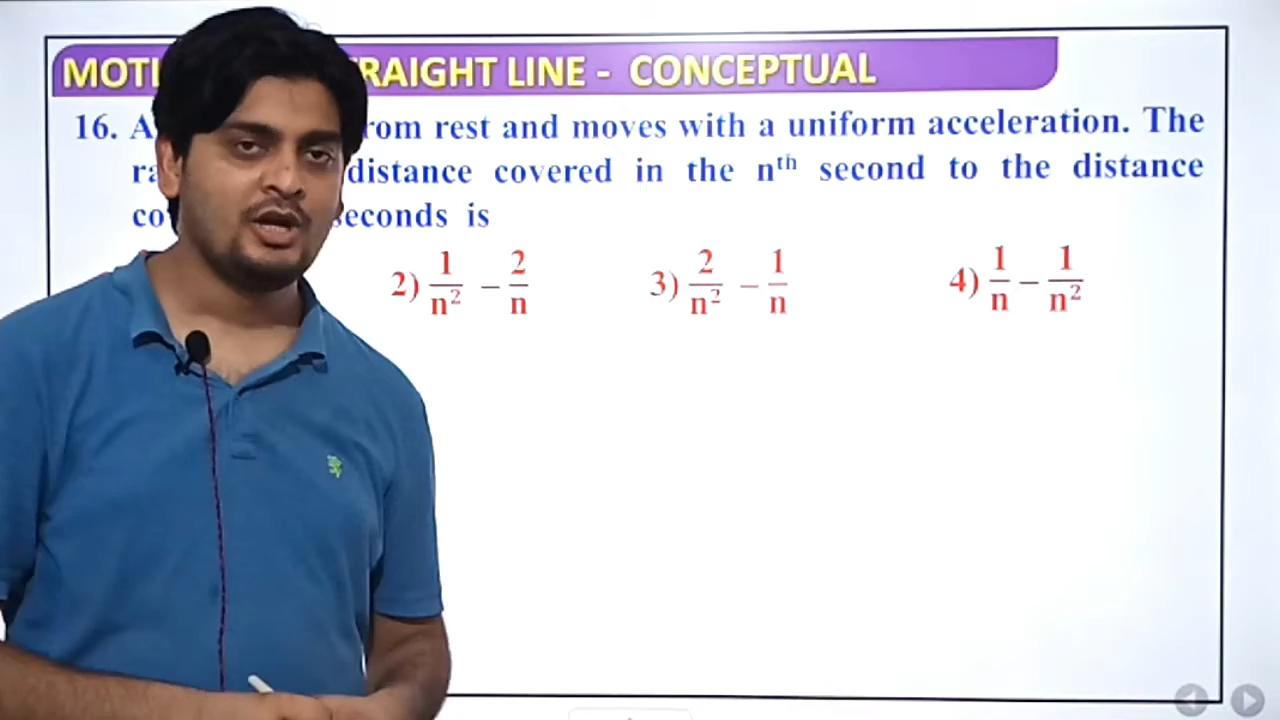 MOTI RAIGHT LINE - CONCEPTUAL
16. A rom rest and moves with a uniform acceleration. The
ra distance covered in the nth second to the distance
co seconds is
2) 1/n² – 2/n 3) 2/n² – 1/n 4) 1/n – 1/n²